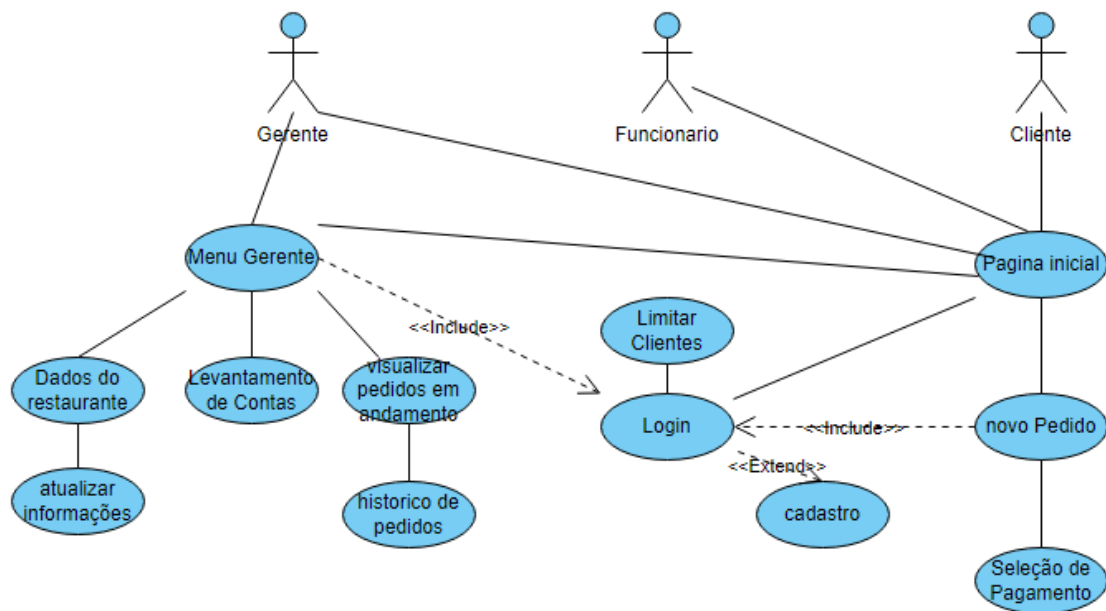 Gerente
Funcionario
Cliente
Menu Gerente
Pagina inicial
<<Include>>
Limitar
Clientes
Dados do
restaurante
Levantamento
de Contas
visualizar
pedidos em
andamento
Login
<<Include>>
novo Pedido
<<Extend>>
atualizar
informações
historico de
pedidos
cadastro
Seleção de
Pagamento